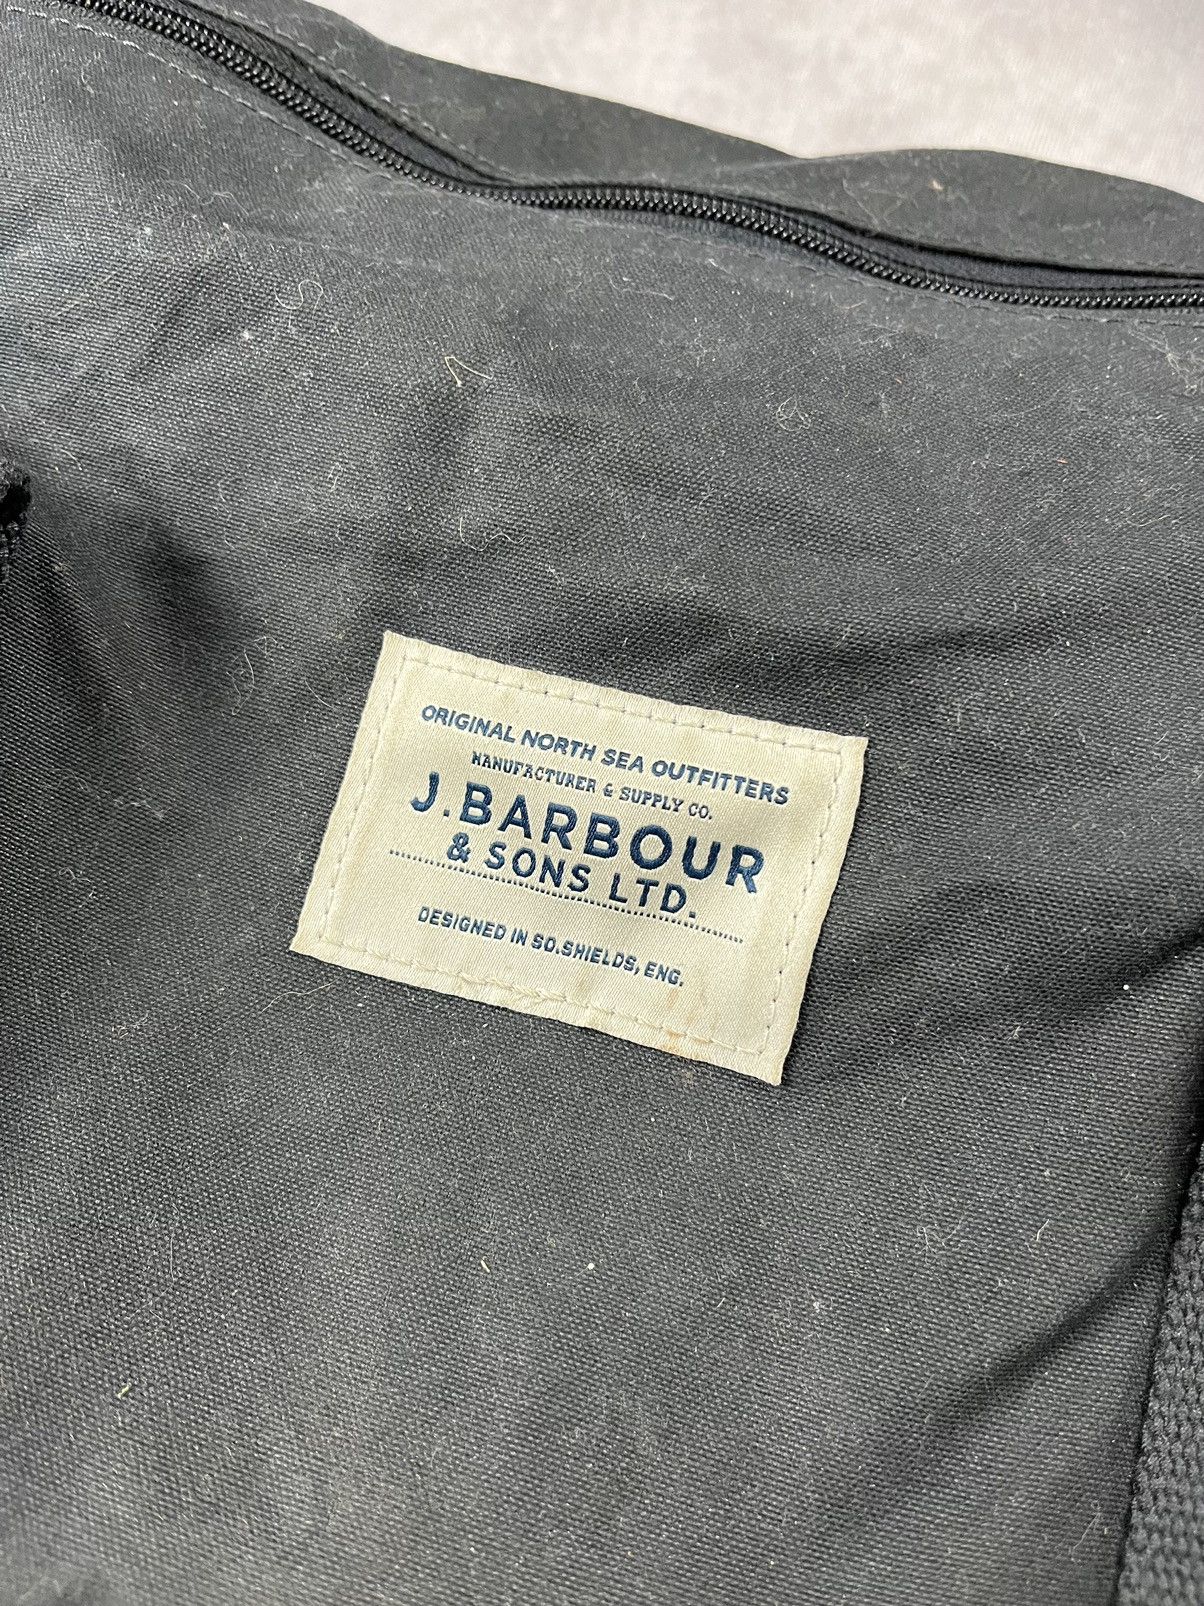 ORIGINAL NORTH SEA OUTFITTERS
MANUFACTURER & SUPPLY CO.
J.BARBOUR
& SONS LTD.
DESIGNED IN SO.SHIELDS, ENG.